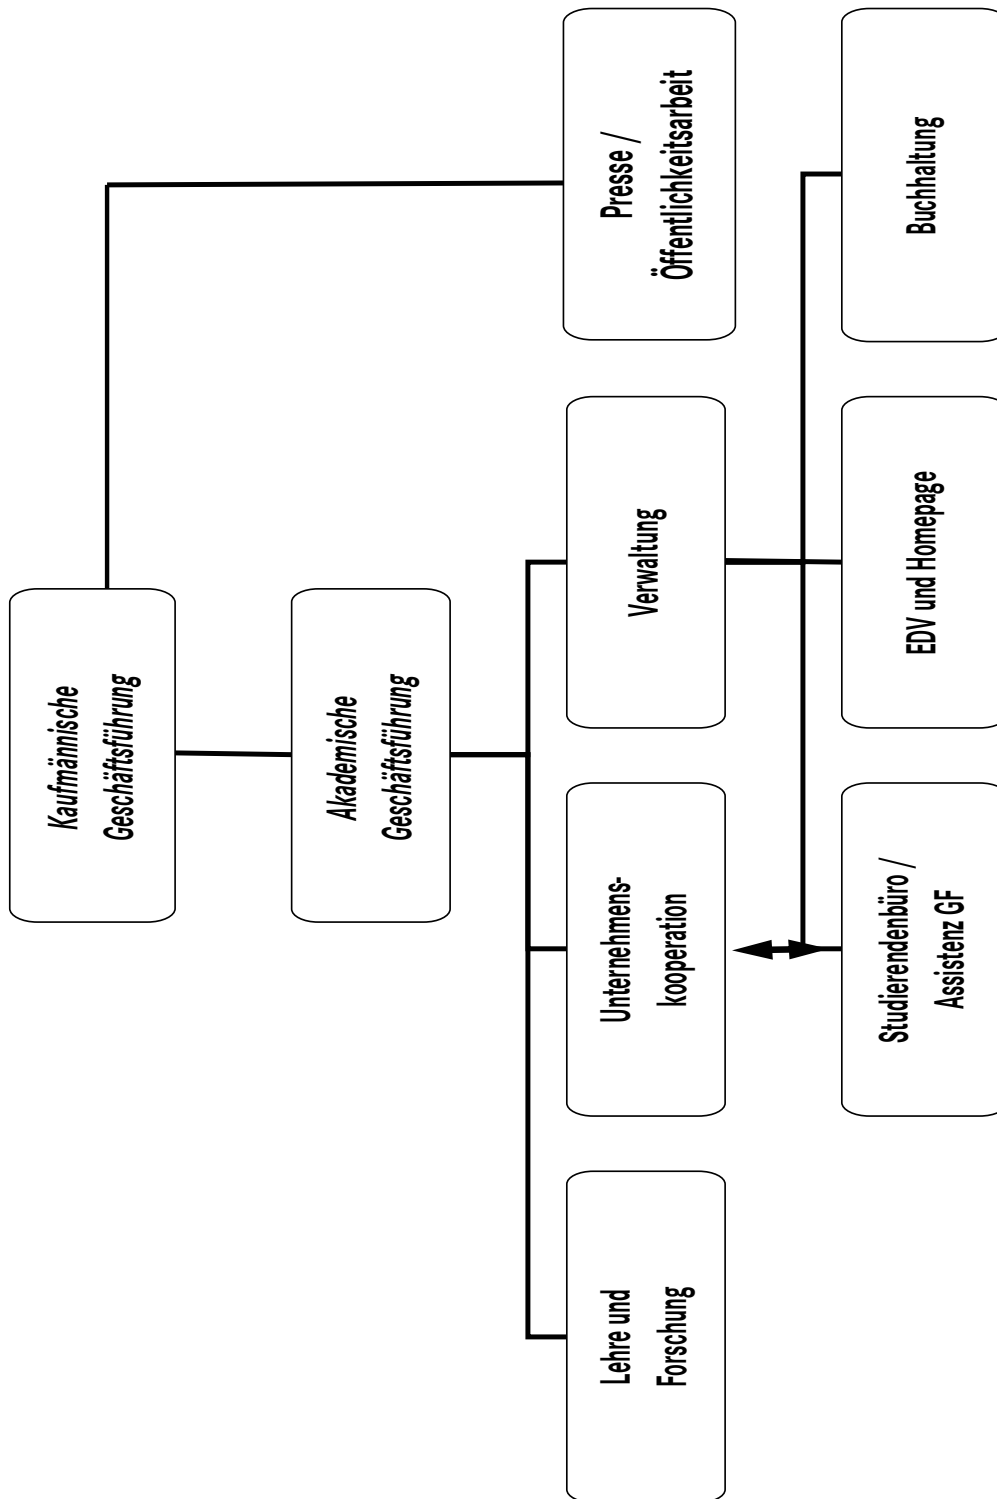 Kaufmännische
Geschäftsführung
Akademische
Geschäftsführung
Lehre und
Forschung
Unternehmens-
kooperation
Verwaltung
Presse /
Öffentlichkeitsarbeit
Studierendenbüro /
Assistenz GF
EDV und Homepage
Buchhaltung